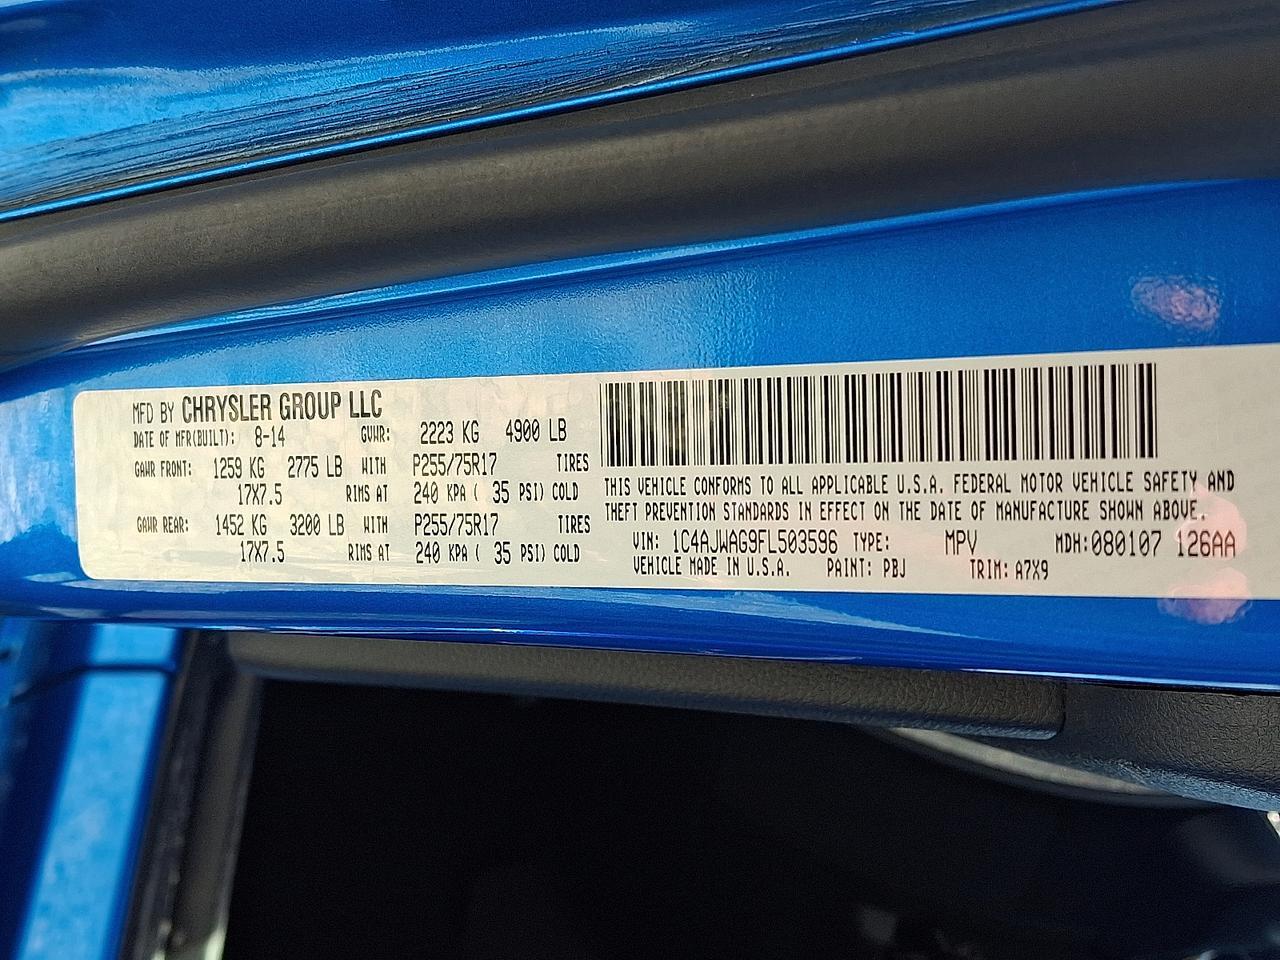 MFD BY CHRYSLER GROUP LLC
DATE OF MFR(BUILT): 8-14 GVWR: 2223 KG 4900 LB
GAWR FRONT: 1259 KG 2775 LB WITH P255/75R17 TIRES
17X7.5 RIMS AT 240 KPA ( 35 PSI) COLD
GAWR REAR: 1452 KG 3200 LB WITH P255/75R17 TIRES
17X7.5 RIMS AT 240 KPA ( 35 PSI) COLD
THIS VEHICLE CONFORMS TO ALL APPLICABLE U.S.A. FEDERAL MOTOR VEHICLE SAFETY AND
THEFT PREVENTION STANDARDS IN EFFECT ON THE DATE OF MANUFACTURE SHOWN ABOVE.
VIN: 1C4AJWAG9FL503596 TYPE: MPV MDH:080107 126AA
VEHICLE MADE IN U.S.A. PAINT: PBJ TRIM: A7X9